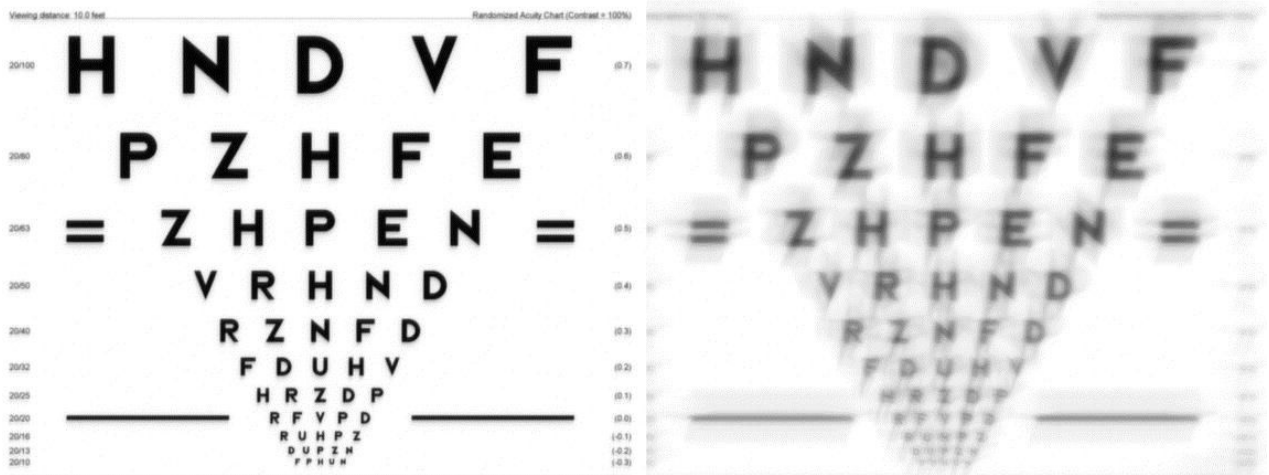 Viewing distance: 10.0 feet Randomized Acuity Chart (Contrast = 100%)
20/100 H N D V F (0.7) H N D V F
20/80 P Z H F E (0.6) P Z H F E
20/63 = Z H P E N = (0.5) = Z H P E N =
20/50 V R H N D (0.4) V R H N D
20/40 R Z N F D (0.3) R Z N F D
20/32 F D U H V (0.2) F D U H V
20/25 H R Z D P (0.1) H R Z D P
20/20 R F V P D (0.0) R F V P D
20/16 R U H P Z (-0.1)
20/13 D U P Z N (-0.2)
20/10 F P H U N (-0.3)